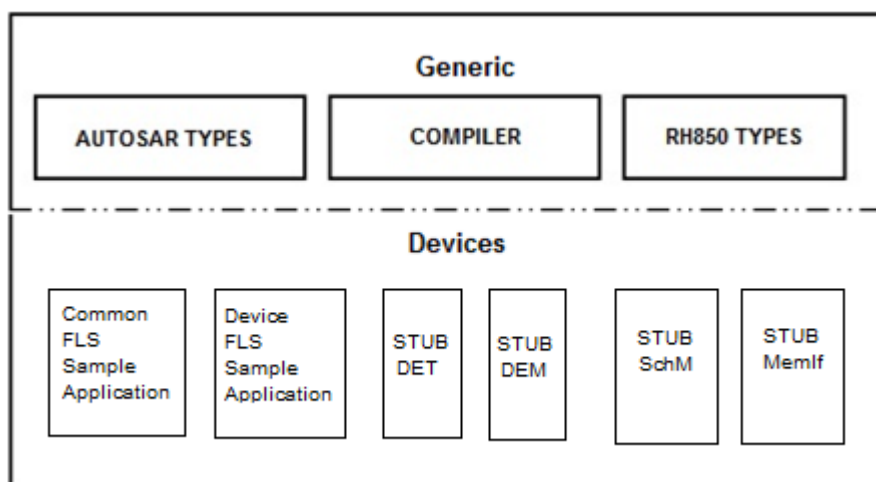 Generic
AUTOSAR TYPES
COMPILER
RH850 TYPES
Devices
Common
FLS
Sample
Application
Device
FLS
Sample
Application
STUB
DET
STUB
DEM
STUB
SchM
STUB
MemIf